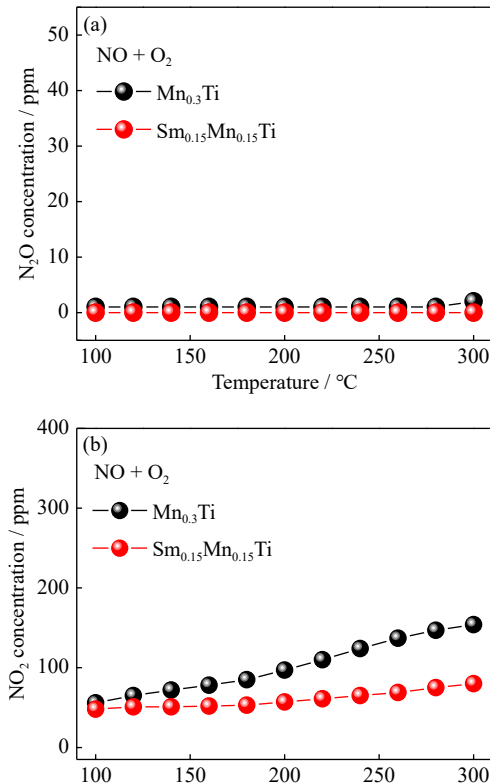 (a)
NO + O₂
Mn₀.₃Ti
Sm₀.₁₅Mn₀.₁₅Ti
N₂O concentration / ppm
50
40
30
20
10
0
100 150 200 250 300
Temperature / °C
(b)
NO + O₂
Mn₀.₃Ti
Sm₀.₁₅Mn₀.₁₅Ti
NO₂ concentration / ppm
400
300
200
100
0
100 150 200 250 300